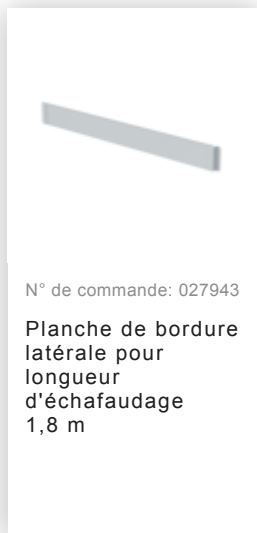 N° de commande: 027943
Planche de bordure
latérale pour
longueur
d'échafaudage
1,8 m